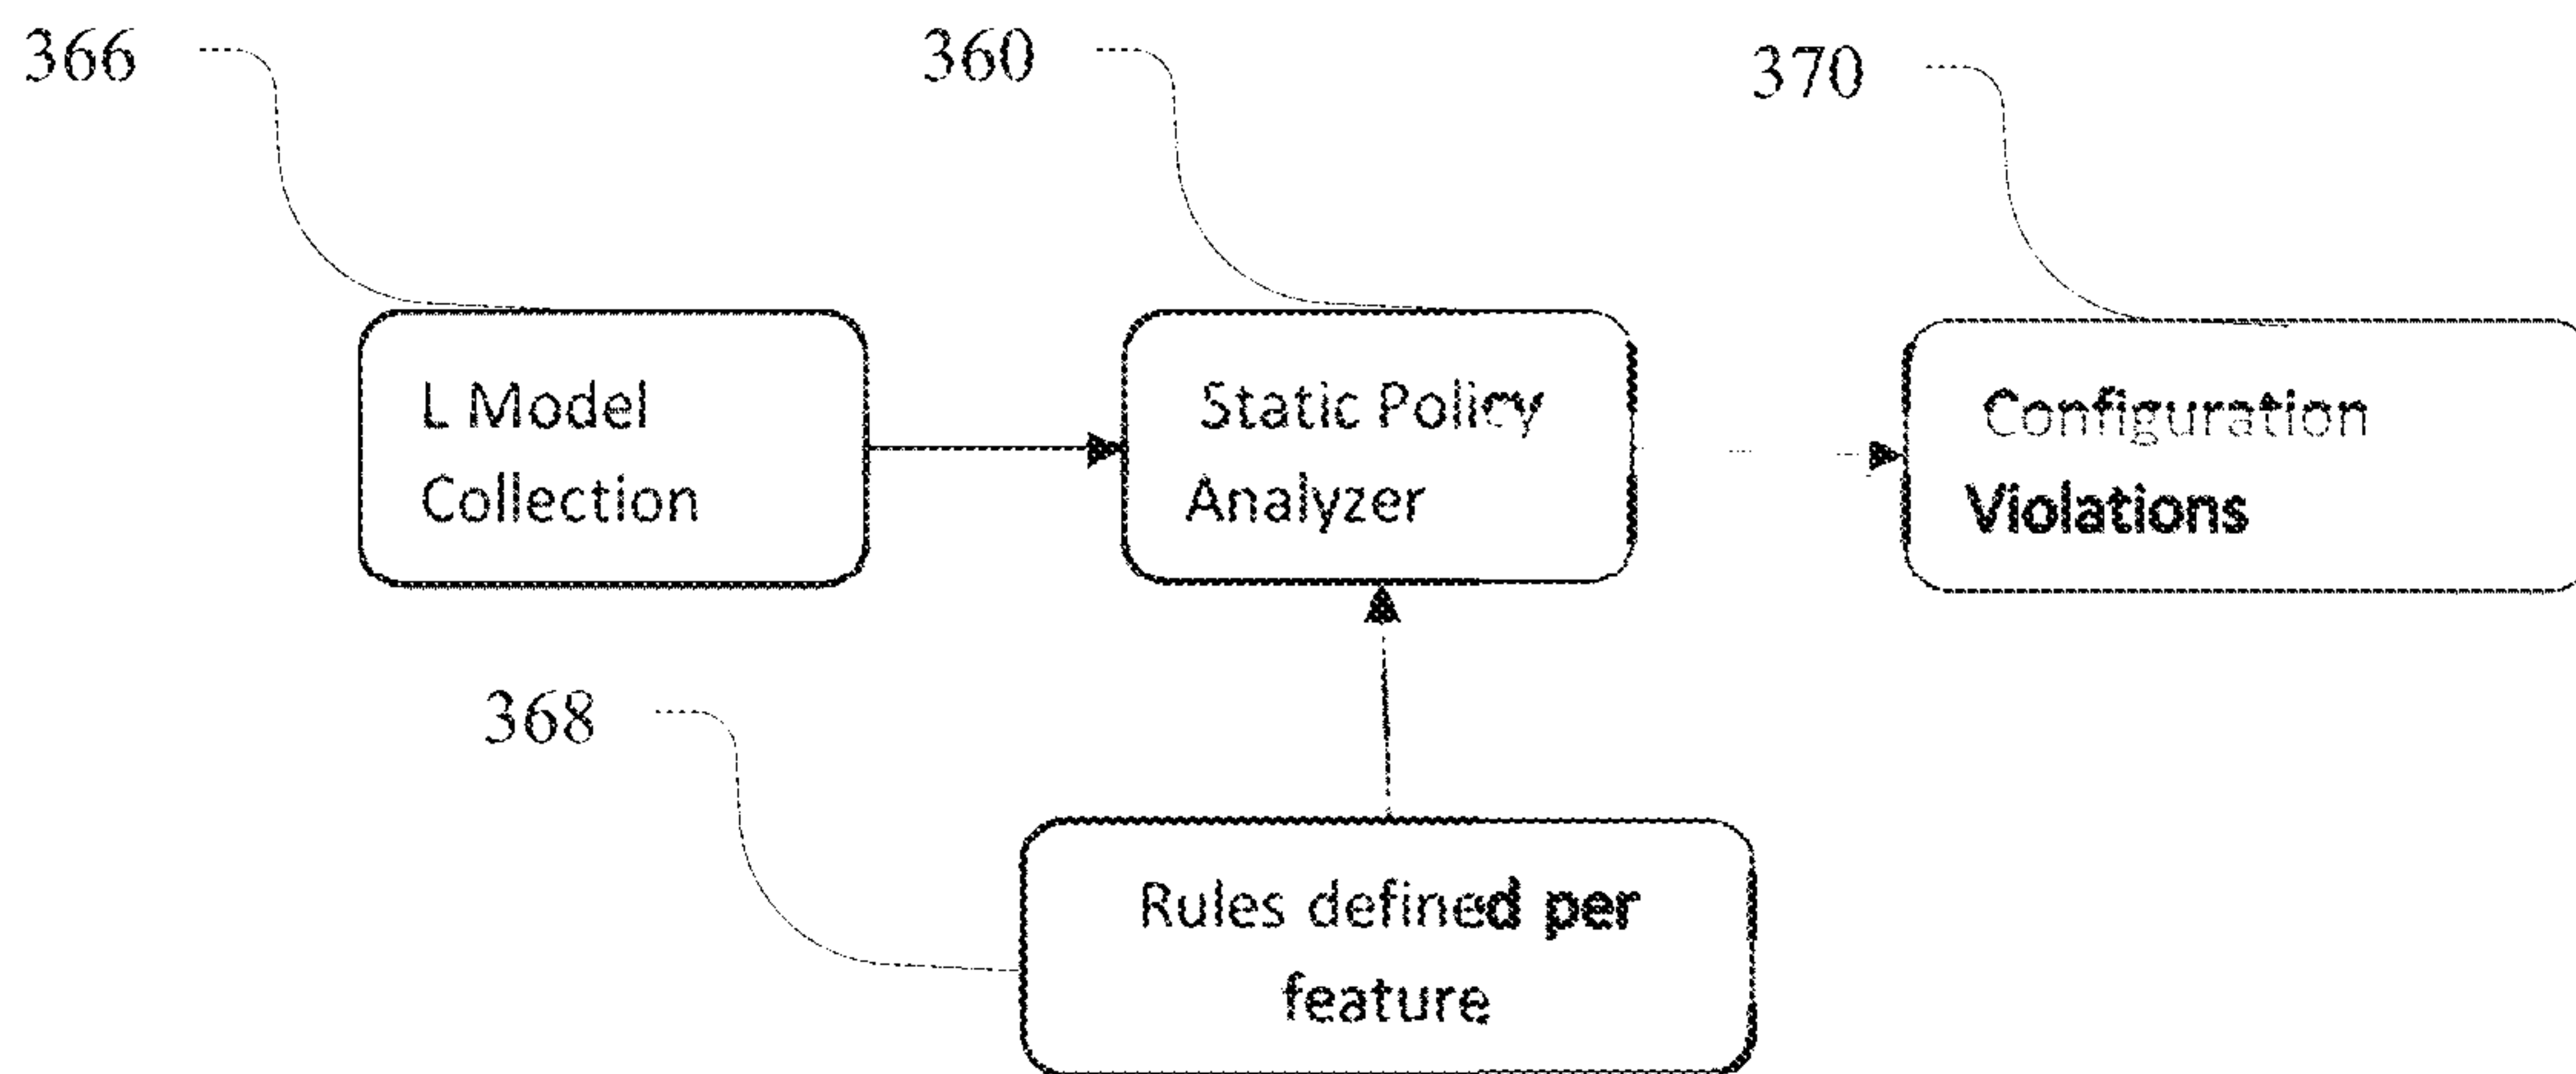 366
360
370
L Model
Collection
Static Policy
Analyzer
Configuration
Violations
368
Rules defined per
feature